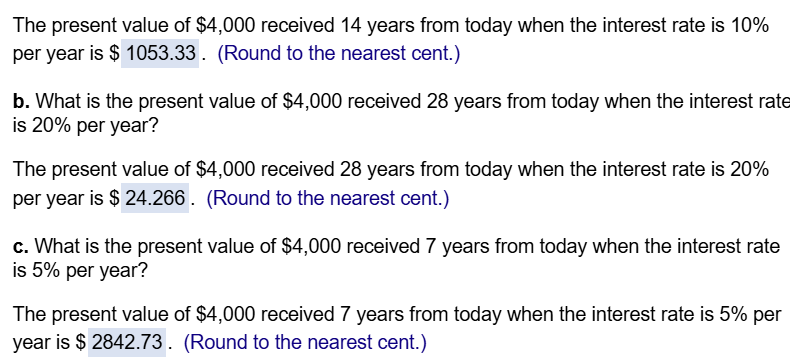 The present value of $4,000 received 14 years from today when the interest rate is 10%
per year is $ 1053.33 . (Round to the nearest cent.)
b. What is the present value of $4,000 received 28 years from today when the interest rate
is 20% per year?
The present value of $4,000 received 28 years from today when the interest rate is 20%
per year is $ 24.266 . (Round to the nearest cent.)
c. What is the present value of $4,000 received 7 years from today when the interest rate
is 5% per year?
The present value of $4,000 received 7 years from today when the interest rate is 5% per
year is $ 2842.73 . (Round to the nearest cent.)